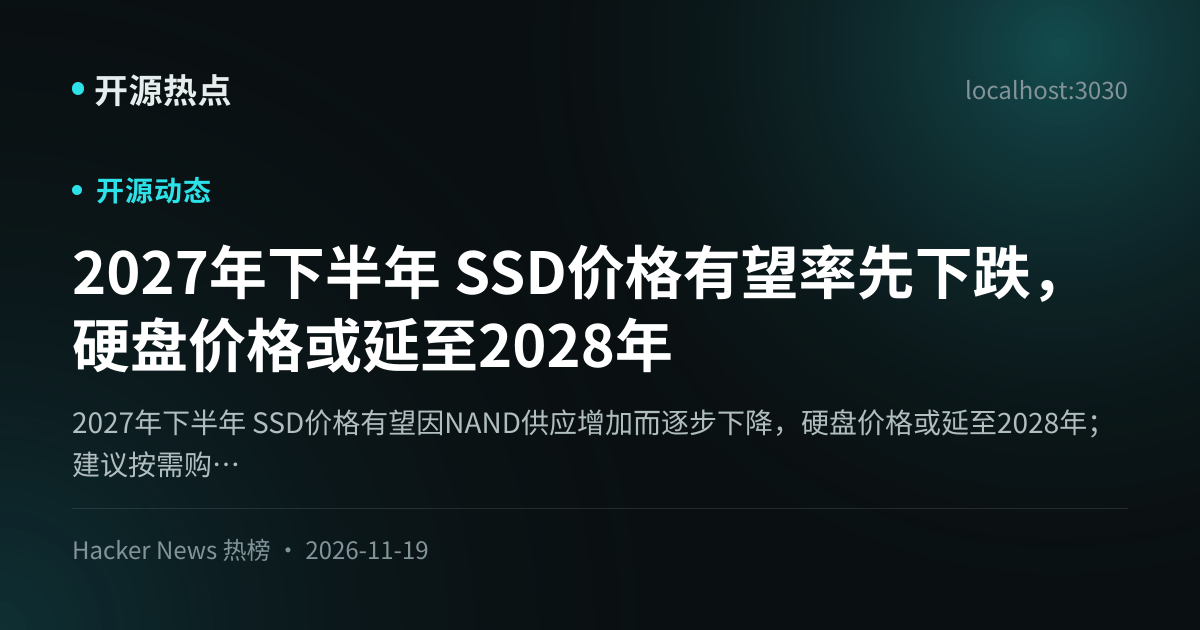 开源热点
localhost:3030
开源动态
2027年下半年 SSD价格有望率先下跌，
硬盘价格或延至2028年
2027年下半年 SSD价格有望因NAND供应增加而逐步下降，硬盘价格或延至2028年；
建议按需购…
Hacker News 热榜 · 2026-11-19